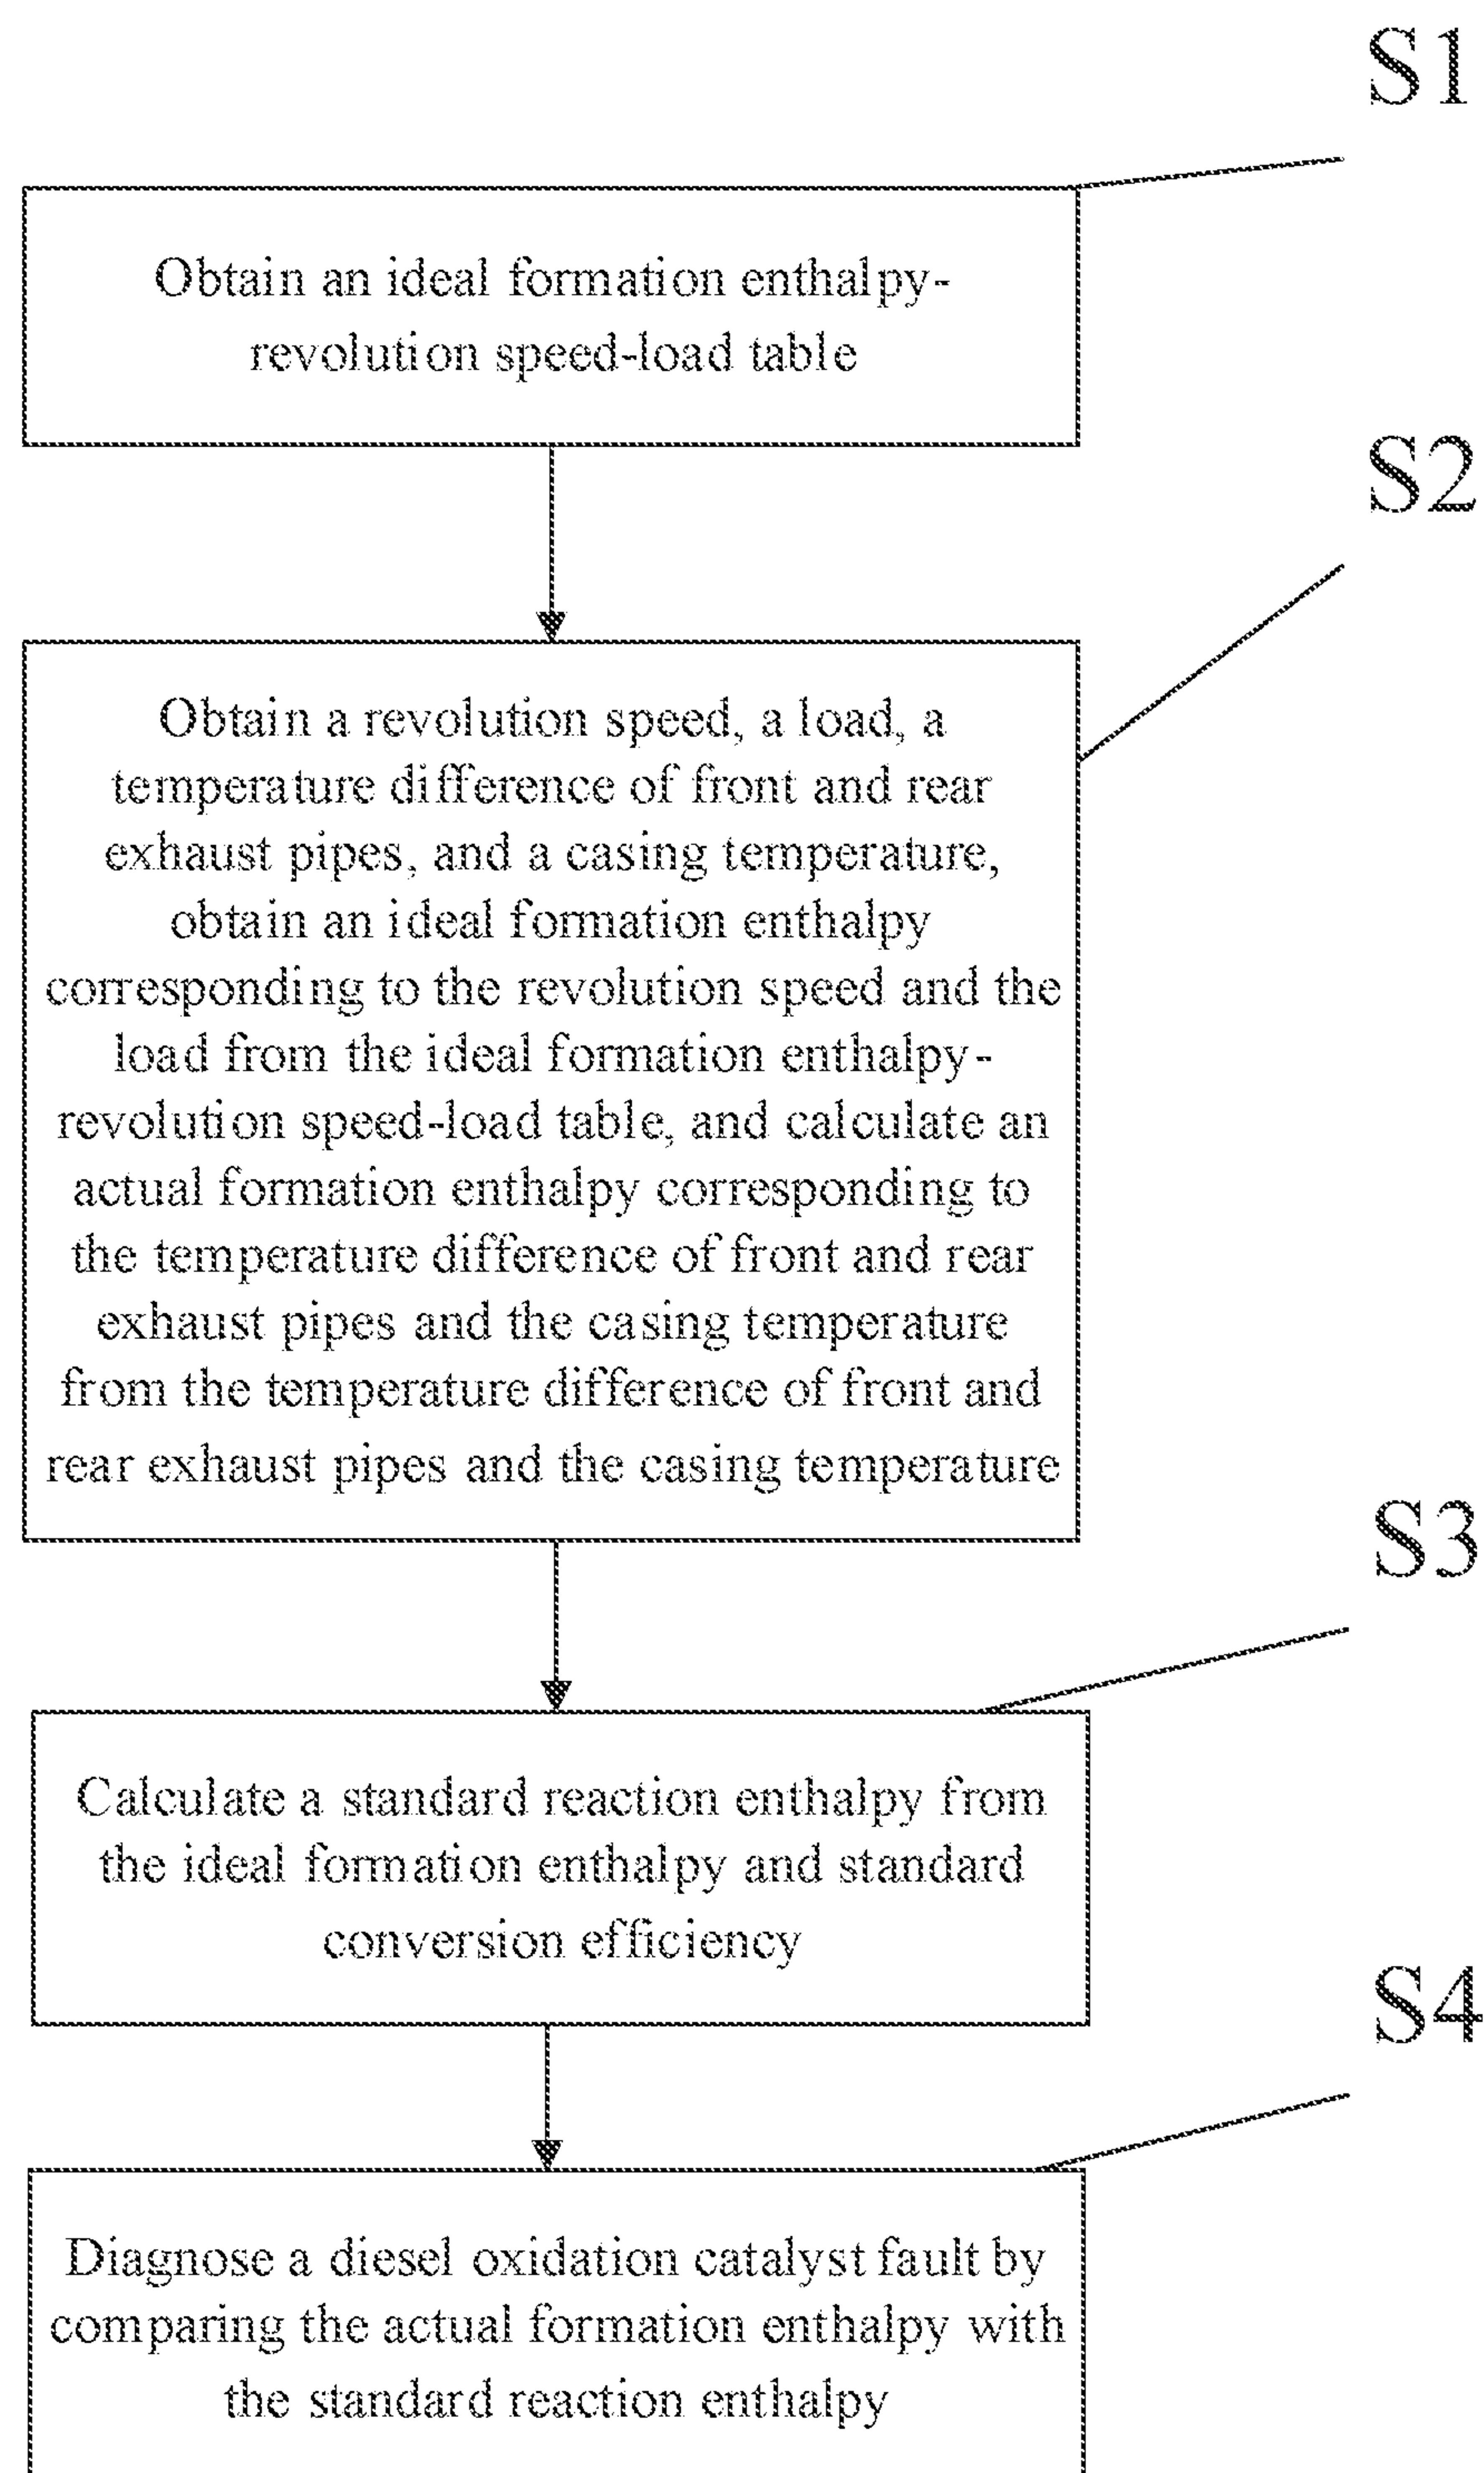 S1
Obtain an ideal formation enthalpy-
revolution speed-load table
S2
Obtain a revolution speed, a load, a
temperature difference of front and rear
exhaust pipes, and a casing temperature,
obtain an ideal formation enthalpy
corresponding to the revolution speed and the
load from the ideal formation enthalpy-
revolution speed-load table, and calculate an
actual formation enthalpy corresponding to
the temperature difference of front and rear
exhaust pipes and the casing temperature
from the temperature difference of front and
rear exhaust pipes and the casing temperature
S3
Calculate a standard reaction enthalpy from
the ideal formation enthalpy and standard
conversion efficiency
S4
Diagnose a diesel oxidation catalyst fault by
comparing the actual formation enthalpy with
the standard reaction enthalpy